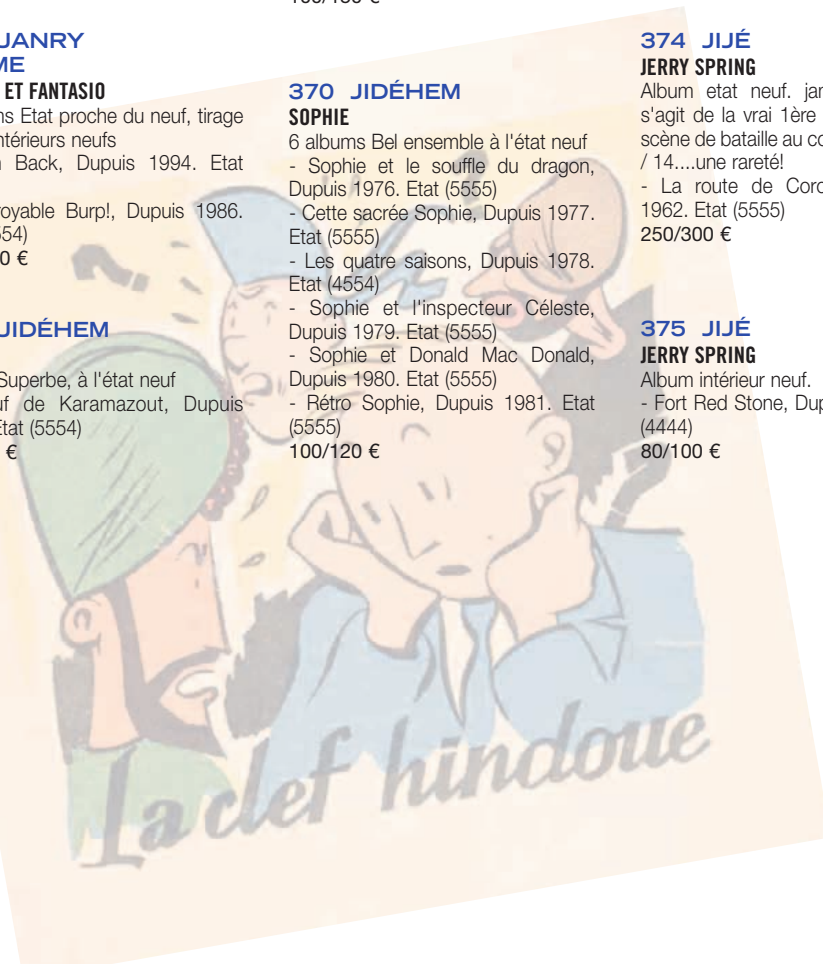 JANRY
ME
ET FANTASIO
ns Etat proche du neuf, tirage
ntérieurs neufs
Back, Dupuis 1994. Etat
royable Burp!, Dupuis 1986.
54)
0 €
JIDÉHEM
Superbe, à l'état neuf
uf de Karamazout, Dupuis
Etat (5554)
€
370 JIDÉHEM
SOPHIE
6 albums Bel ensemble à l'état neuf
- Sophie et le souffle du dragon,
Dupuis 1976. Etat (5555)
- Cette sacrée Sophie, Dupuis 1977.
Etat (5555)
- Les quatre saisons, Dupuis 1978.
Etat (4554)
- Sophie et l'inspecteur Céleste,
Dupuis 1979. Etat (5555)
- Sophie et Donald Mac Donald,
Dupuis 1980. Etat (5555)
- Rétro Sophie, Dupuis 1981. Etat
(5555)
100/120 €
374 JIJÉ
JERRY SPRING
Album etat neuf. jar
s'agit de la vrai 1ère
scène de bataille au co
/ 14....une rareté!
- La route de Coro
1962. Etat (5555)
250/300 €
375 JIJÉ
JERRY SPRING
Album intérieur neuf.
- Fort Red Stone, Dup
(4444)
80/100 €
La clef hindoue